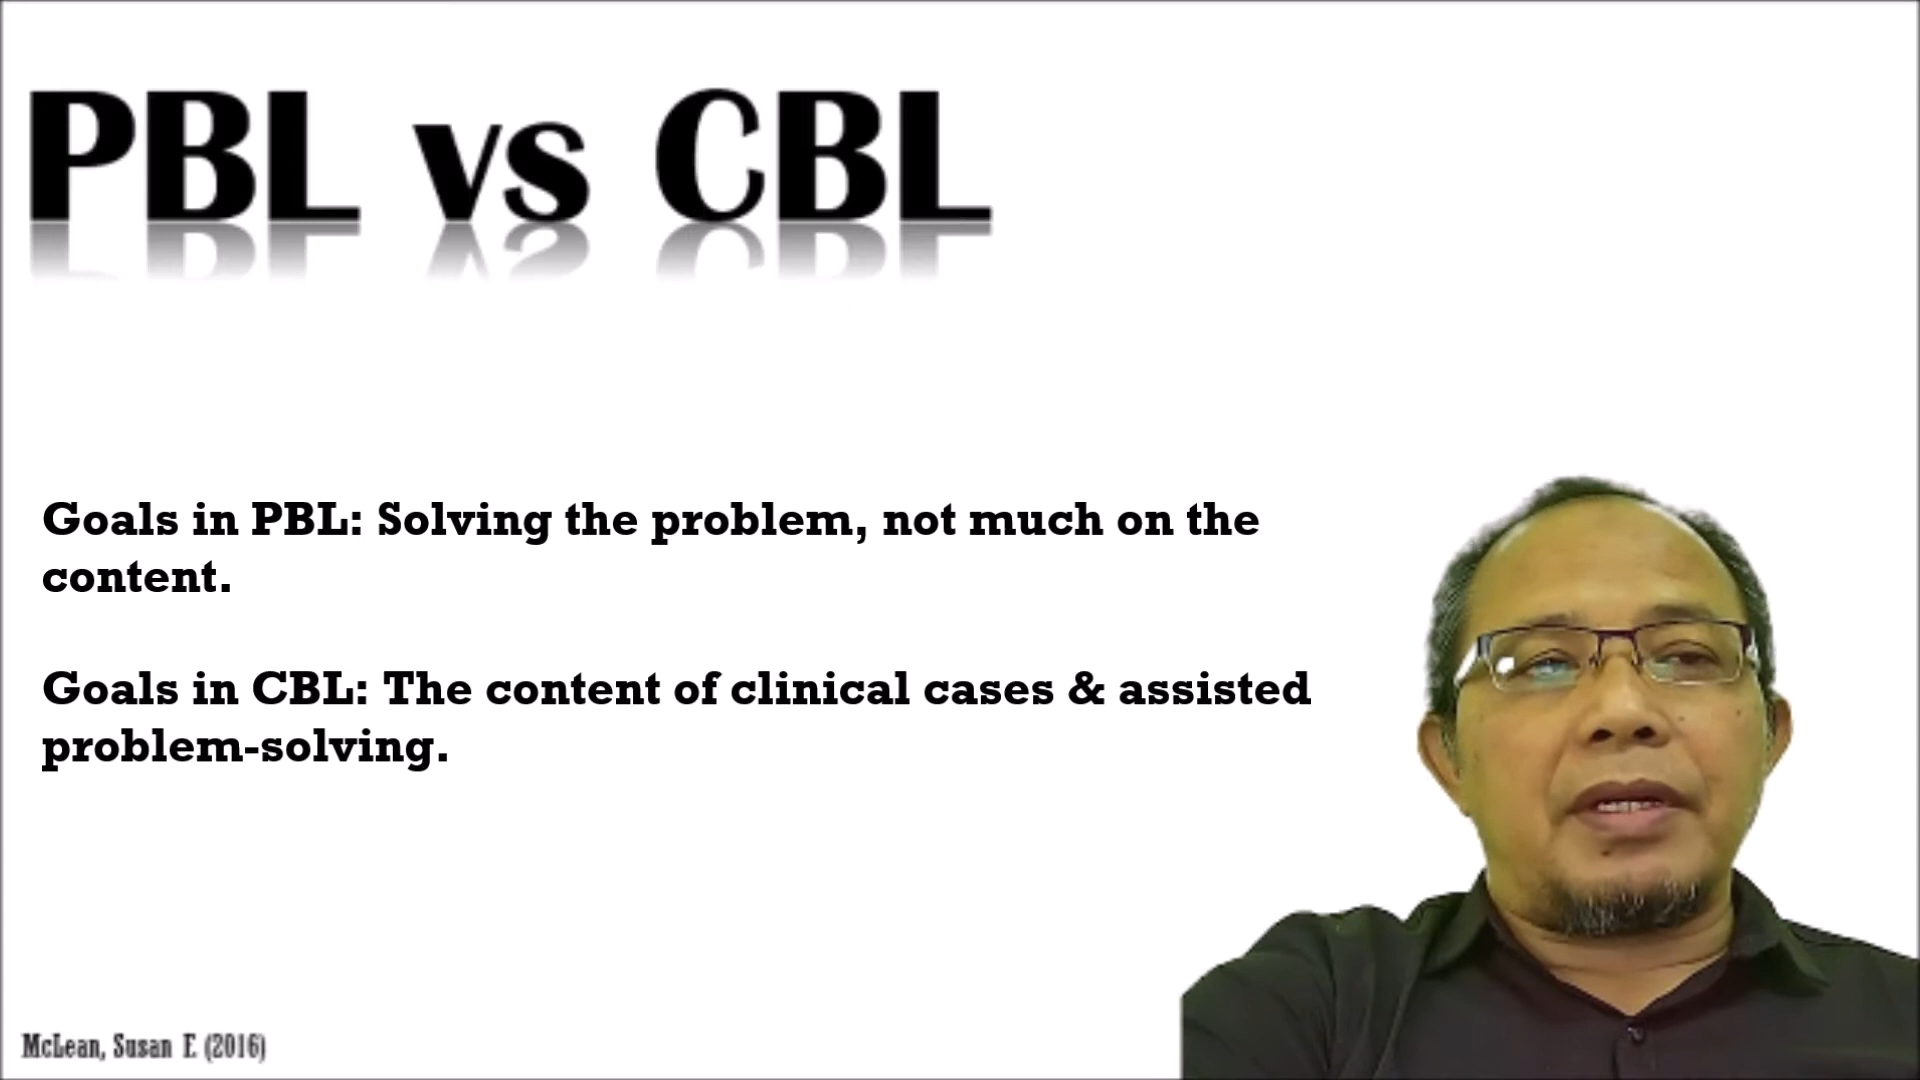 PBL vs CBL
Goals in PBL: Solving the problem, not much on the
content.
Goals in CBL: The content of clinical cases & assisted
problem-solving.
McLean, Susan F. (2016)